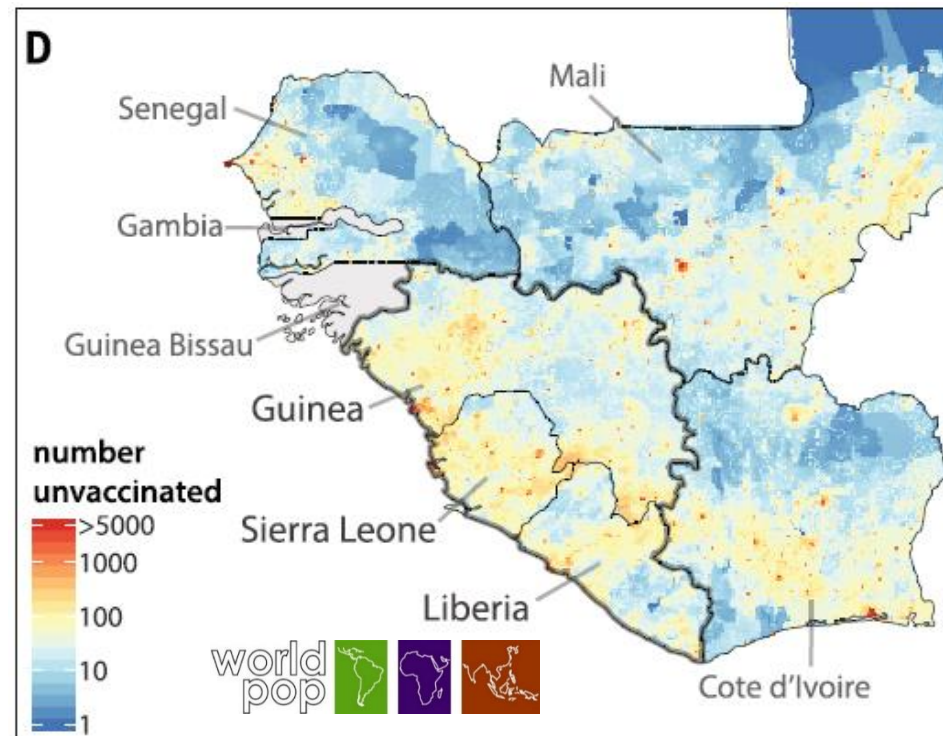 D
Senegal
Mali
Gambia
Guinea Bissau
Guinea
Sierra Leone
Liberia
Cote d'Ivoire
number
unvaccinated
>5000
1000
100
10
1
world
pop